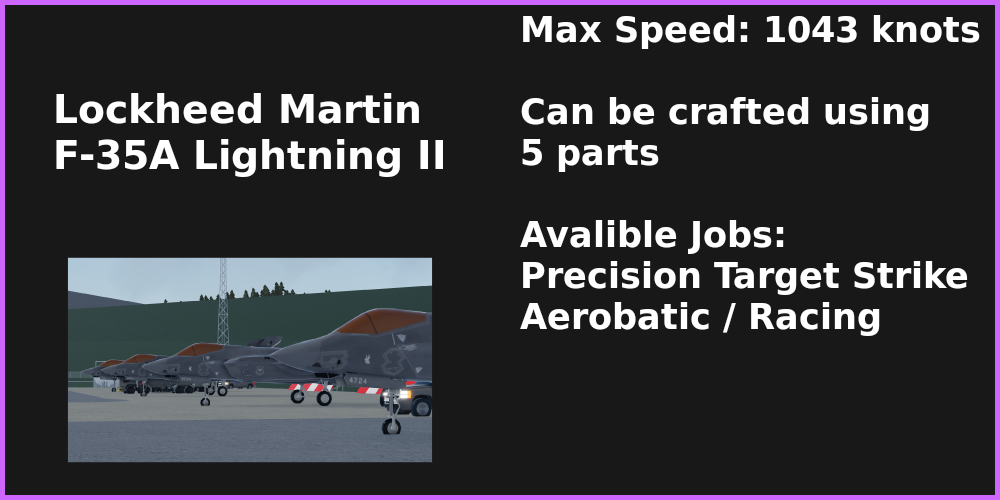 Lockheed Martin
F-35A Lightning II
Max Speed: 1043 knots
Can be crafted using
5 parts
Avalible Jobs:
Precision Target Strike
Aerobatic / Racing
4724